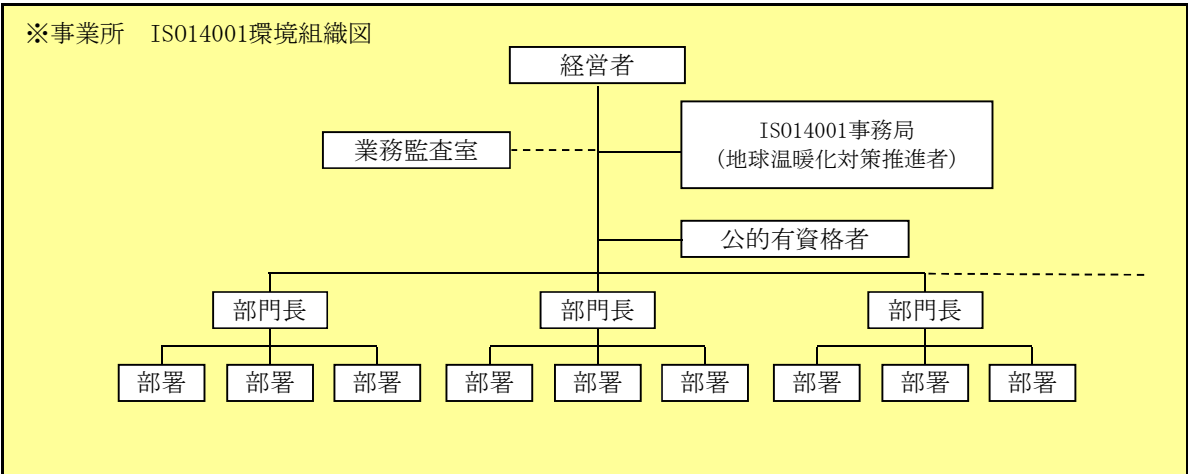 ※事業所　ISO14001環境組織図
経営者
業務監査室
ISO14001事務局
(地球温暖化対策推進者)
公的有資格者
部門長
部門長
部門長
部署
部署
部署
部署
部署
部署
部署
部署
部署